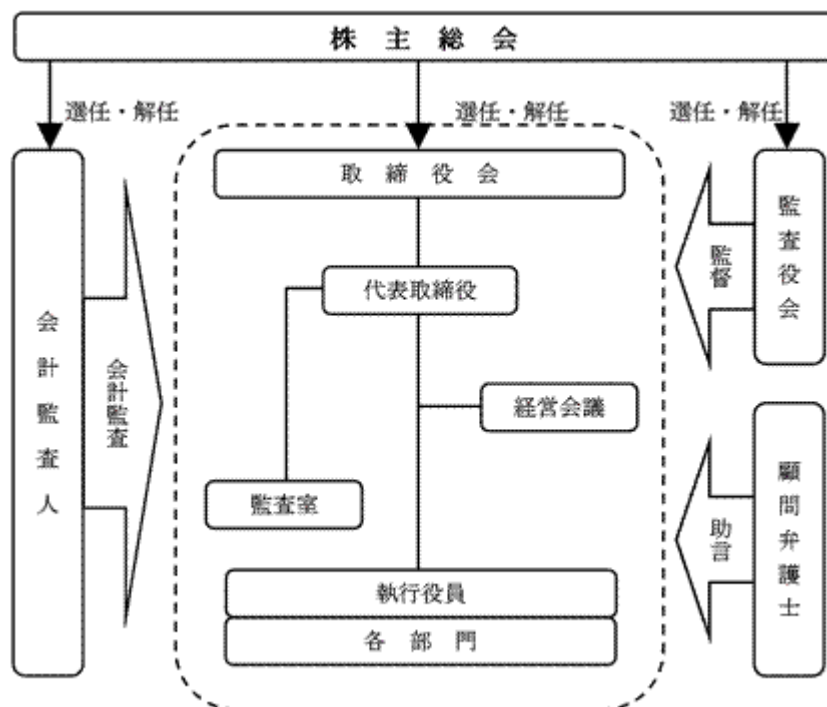 株主総会
選任・解任
選任・解任
選任・解任
取締役会
監査役会
監督
代表取締役
会計監査人
会計監査
経営会議
監査室
顧問弁護士
助言
執行役員
各部門